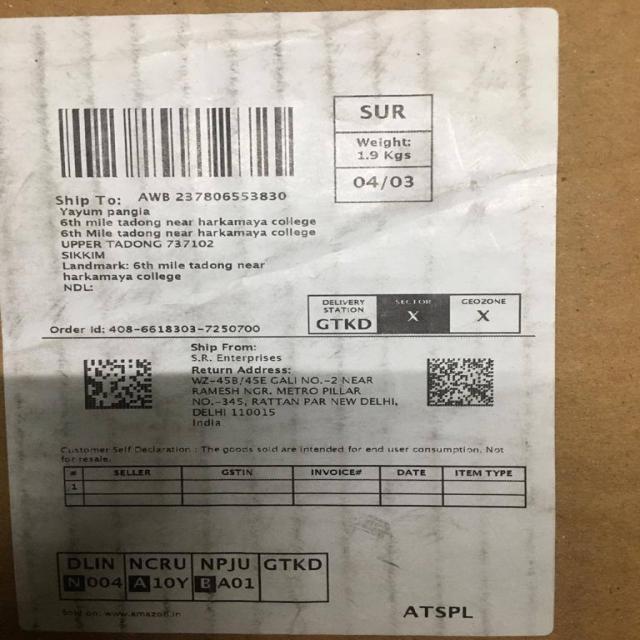 SUR
Weight:
1.9 Kgs
04/03
Ship To: AWB 237806553830
Yayum pangia
6th mile tadong near harkamaya college
6th Mile tadong near harkamaya college
UPPER TADONG 737102
SIKKIM
Landmark: 6th mile tadong near
harkamaya college
NDL:
DELIVERY STATION GTKD
SECTOR X
GEOZONE X
Order Id: 408-6618303-7250700
Ship From:
S.R. Enterprises
Return Address:
WZ-45B/45E GALI NO.-2 NEAR
RAMESH NGR. METRO PILLAR
NO.-345, RATTAN PAR NEW DELHI,
DELHI 110015
India
Customer Self Declaration : The goods sold are intended for end user consumption. Not
for resale.
# SELLER GSTIN INVOICE# DATE ITEM TYPE
1
DLIN NCRU NPJU GTKD
N004 A10Y BA01
Sold on: www.amazon.in
ATSPL